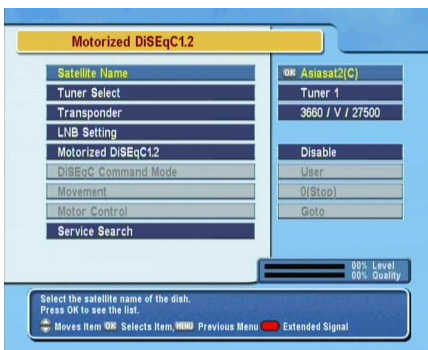 Motorized DiSEqC1.2
Satellite Name OK Asiasat2(C)
Tuner Select Tuner 1
Transponder 3660 / V / 27500
LNB Setting
Motorized DiSEqC1.2 Disable
DiSEqC Command Mode User
Movement 0(Stop)
Motor Control Goto
Service Search
00% Level
00% Quality
Select the satellite name of the dish.
Press OK to see the list.
Moves Item OK Selects Item, MENU Previous Menu Extended Signal